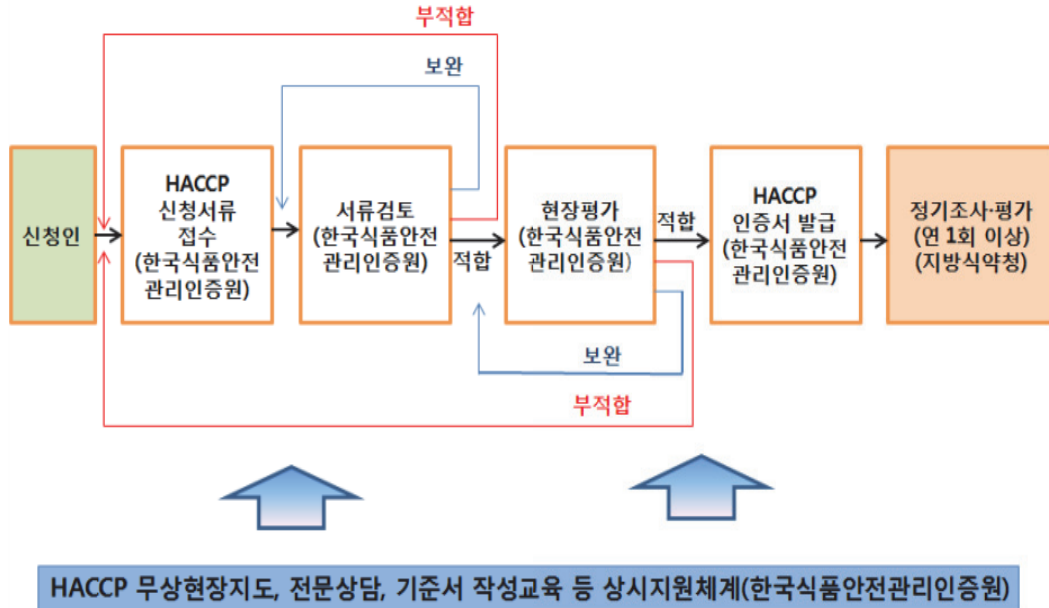 부적합
보완
신청인
HACCP
신청서류
접수
(한국식품안전
관리인증원)
서류검토
(한국식품안전
관리인증원)
적합
현장평가
(한국식품안전
관리인증원)
적합
HACCP
인증서 발급
(한국식품안전
관리인증원)
정기조사·평가
(연 1회 이상)
(지방식약청)
보완
부적합
HACCP 무상현장지도, 전문상담, 기준서 작성교육 등 상시지원체계(한국식품안전관리인증원)